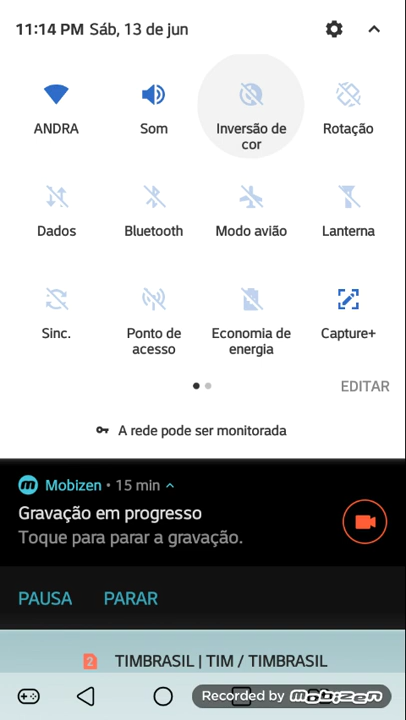 11:14 PM Sáb, 13 de jun
ANDRA
Som
Inversão de
cor
Rotação
Dados
Bluetooth
Modo avião
Lanterna
Sinc.
Ponto de
acesso
Economia de
energia
Capture+
EDITAR
A rede pode ser monitorada
m Mobizen • 15 min
Gravação em progresso
Toque para parar a gravação.
PAUSA PARAR
2 TIMBRASIL | TIM / TIMBRASIL
Recorded by mobizen